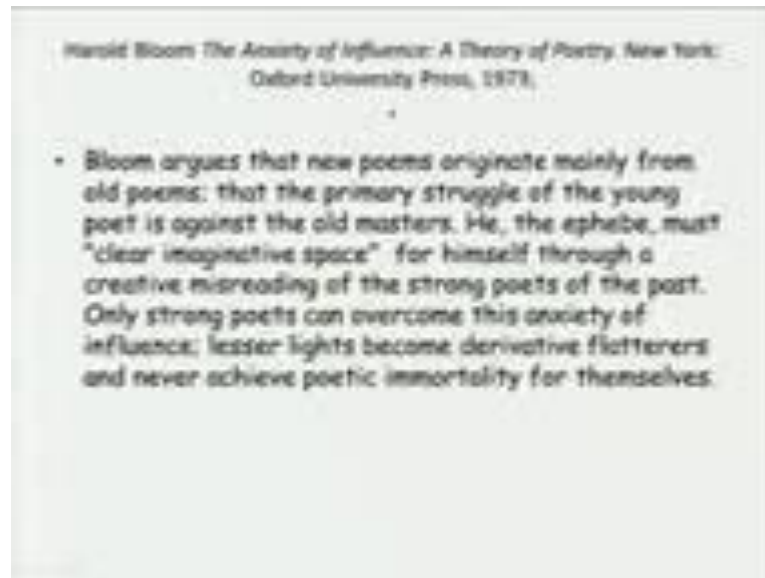 Harold Bloom The Anxiety of Influence: A Theory of Poetry. New York:
Oxford University Press, 1973.
• Bloom argues that new poems originate mainly from
old poems; that the primary struggle of the young
poet is against the old masters. He, the ephebe, must
"clear imaginative space" for himself through a
creative misreading of the strong poets of the past.
Only strong poets can overcome this anxiety of
influence; lesser lights become derivative flatterers
and never achieve poetic immortality for themselves.